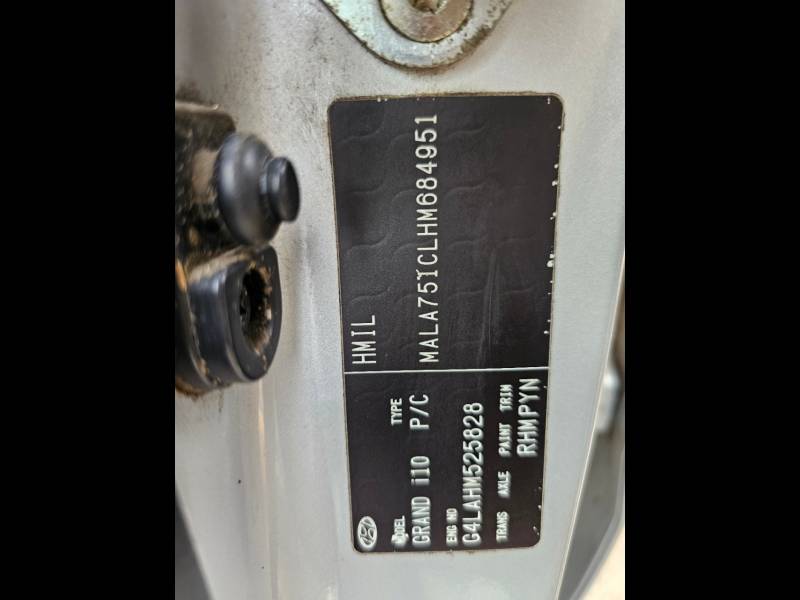 MODEL TYPE
GRAND i10 P/C
ENG NO
G4LAHM525828
TRANS AXLE PAINT TRIM
RHMPYN
HMIL
MALA751CLHM684951